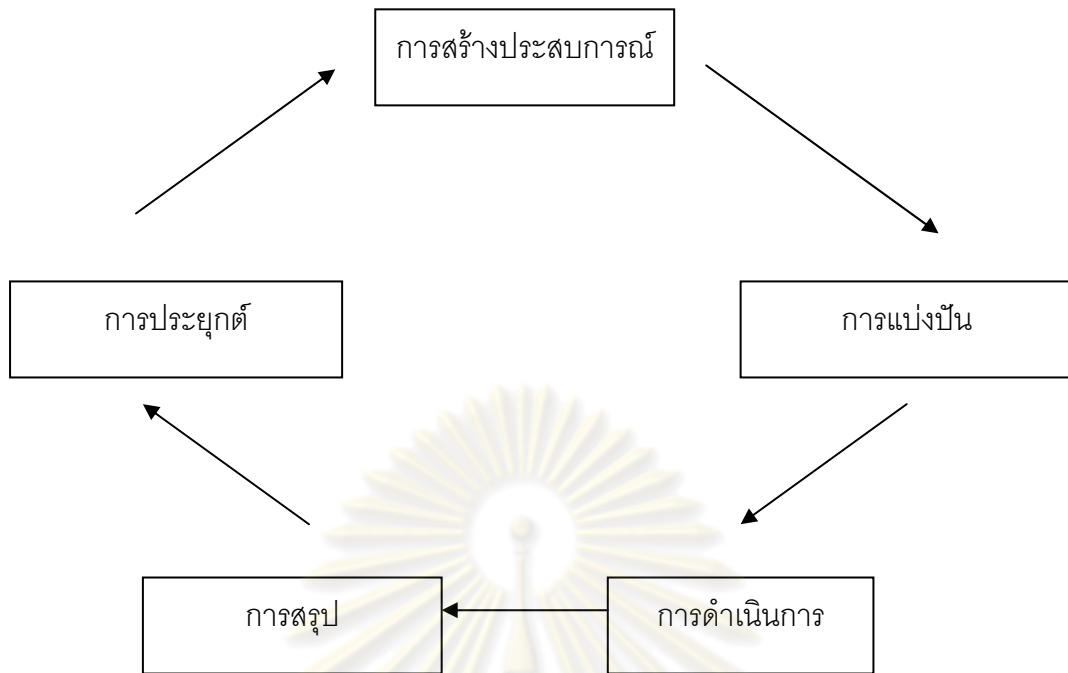 การสร้างประสบการณ์
การประยุกต์
การแบ่งปัน
การสรุป
การดำเนินการ